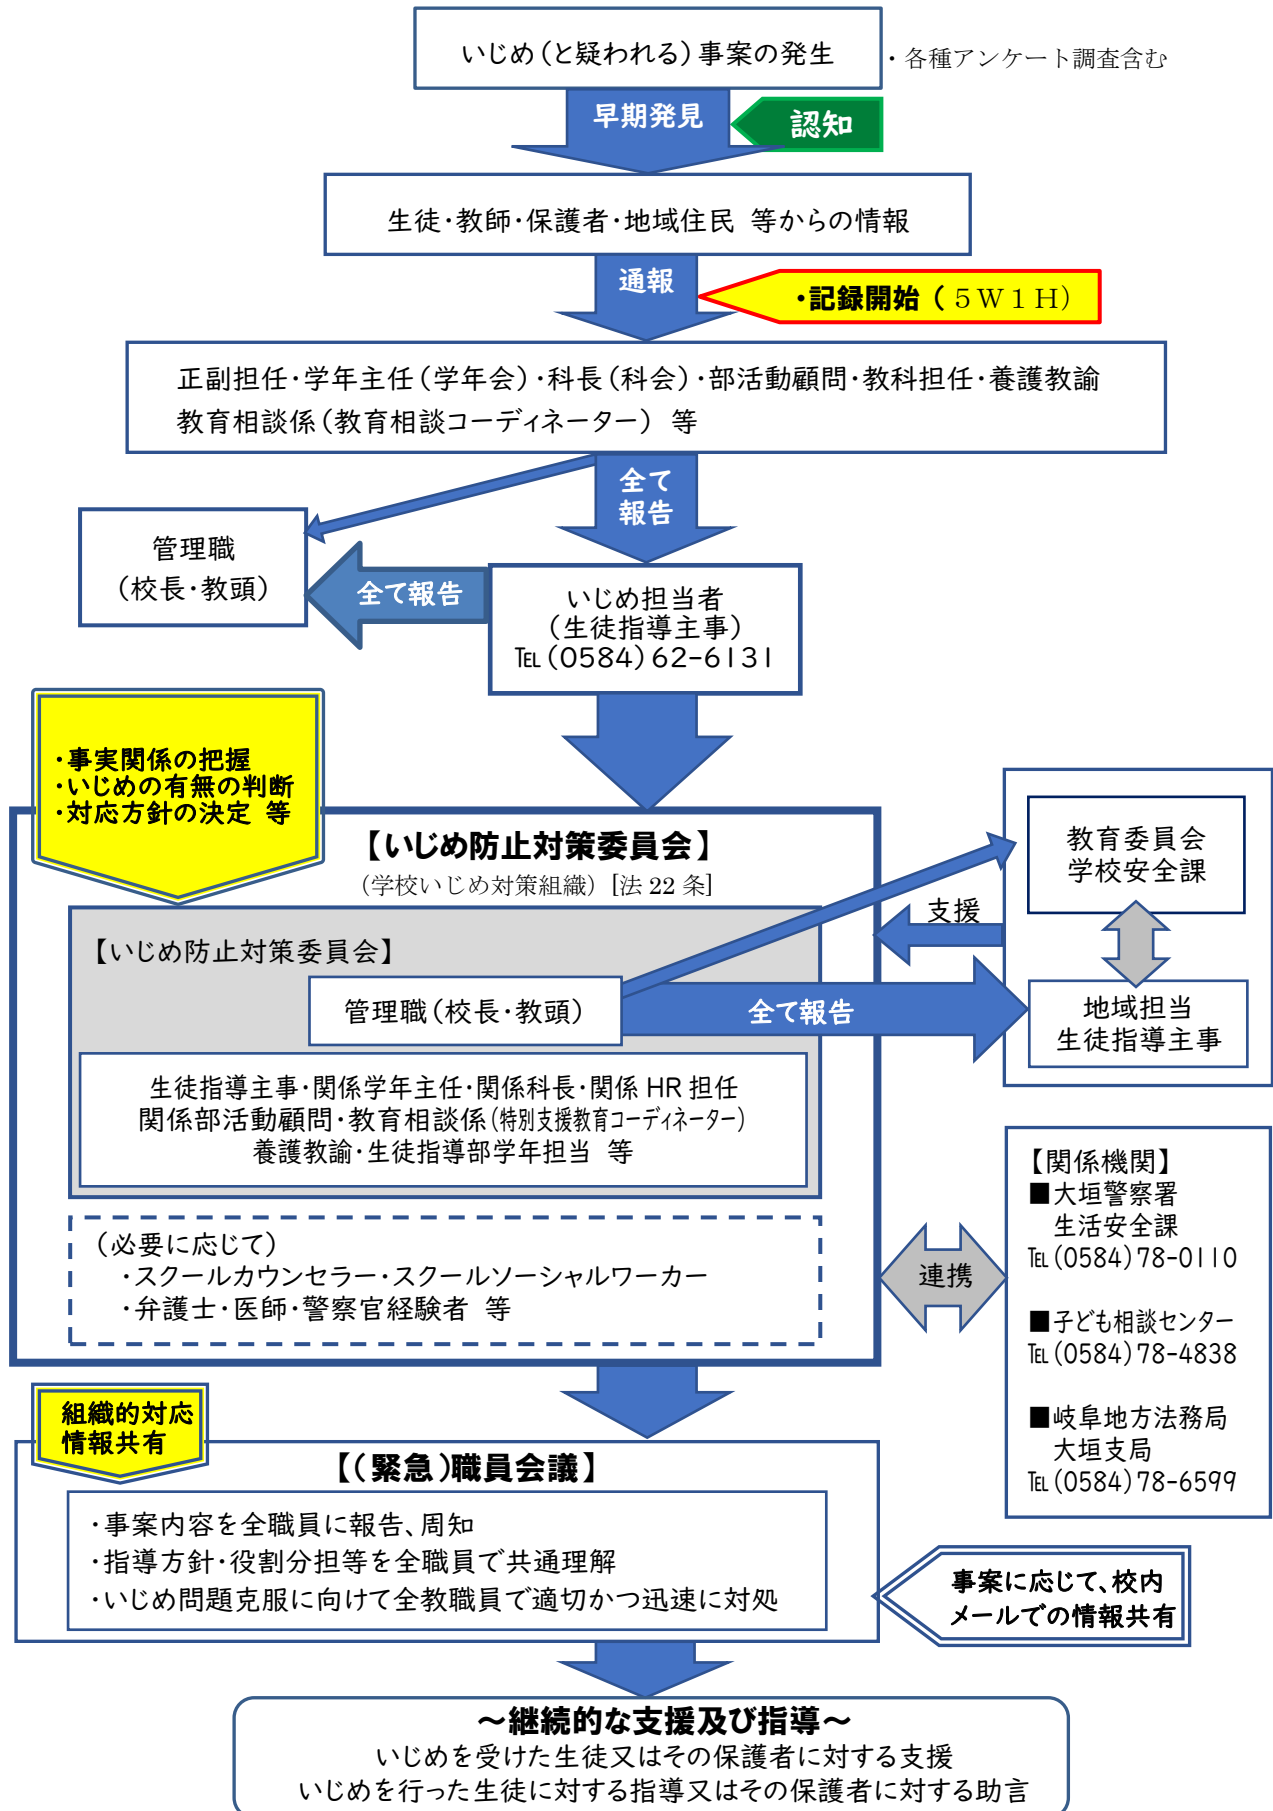 いじめ(と疑われる)事案の発生
・各種アンケート調査含む
早期発見
認知
生徒・教師・保護者・地域住民 等からの情報
通報
・記録開始(5W1H)
正副担任・学年主任(学年会)・科長(科会)・部活動顧問・教科担任・養護教諭
教育相談係(教育相談コーディネーター) 等
全て
報告
管理職
(校長・教頭)
全て報告
いじめ担当者
(生徒指導主事)
℡(0584)62-6131
・事実関係の把握
・いじめの有無の判断
・対応方針の決定 等
【いじめ防止対策委員会】
(学校いじめ対策組織)[法22条]
教育委員会
学校安全課
支援
【いじめ防止対策委員会】
管理職(校長・教頭)
全て報告
地域担当
生徒指導主事
生徒指導主事・関係学年主任・関係科長・関係HR担任
関係部活動顧問・教育相談係(特別支援教育コーディネーター)
養護教諭・生徒指導部学年担当 等
(必要に応じて)
・スクールカウンセラー・スクールソーシャルワーカー
・弁護士・医師・警察官経験者 等
連携
【関係機関】
■大垣警察署
生活安全課
℡(0584)78-0110
■子ども相談センター
℡(0584)78-4838
■岐阜地方法務局
大垣支局
℡(0584)78-6599
組織的対応
情報共有
【(緊急)職員会議】
・事案内容を全職員に報告、周知
・指導方針・役割分担等を全職員で共通理解
・いじめ問題克服に向けて全教職員で適切かつ迅速に対処
事案に応じて、校内
メールでの情報共有
～継続的な支援及び指導～
いじめを受けた生徒又はその保護者に対する支援
いじめを行った生徒に対する指導又はその保護者に対する助言